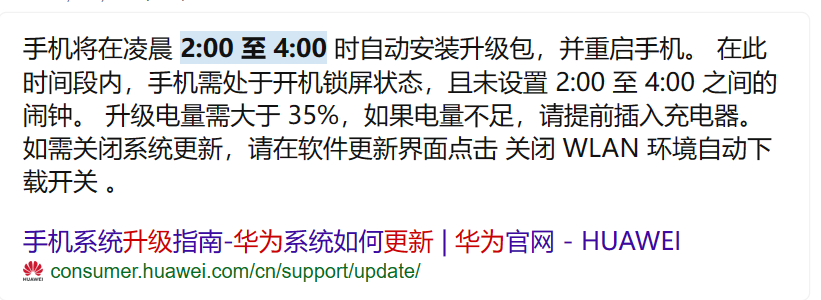 手机将在凌晨 2:00 至 4:00 时自动安装升级包，并重启手机。 在此
时间段内，手机需处于开机锁屏状态，且未设置 2:00 至 4:00 之间的
闹钟。 升级电量需大于 35%，如果电量不足，请提前插入充电器。
如需关闭系统更新，请在软件更新界面点击 关闭 WLAN 环境自动下
载开关 。
手机系统升级指南-华为系统如何更新 | 华为官网 - HUAWEI
HUAWEI consumer.huawei.com/cn/support/update/